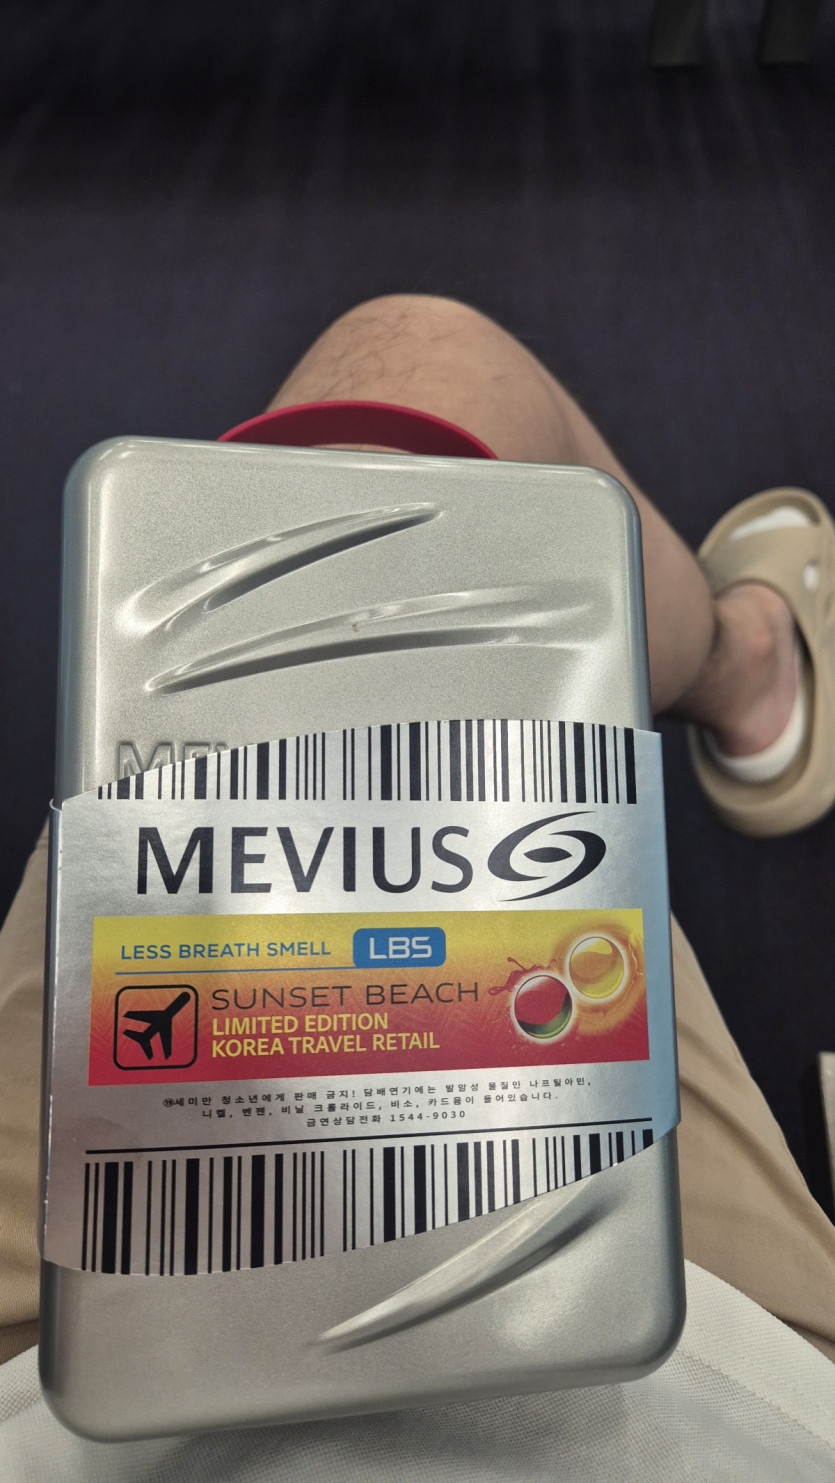 MEVIUS
LESS BREATH SMELL LBS
SUNSET BEACH
LIMITED EDITION
KOREA TRAVEL RETAIL
⑲세미만 청소년에게 판매 금지! 담배연기에는 발암성 물질인 나프틸아민,
니켈, 벤젠, 비닐 크롤라이드, 비소, 카드뮴이 들어있습니다.
금연상담전화 1544-9030